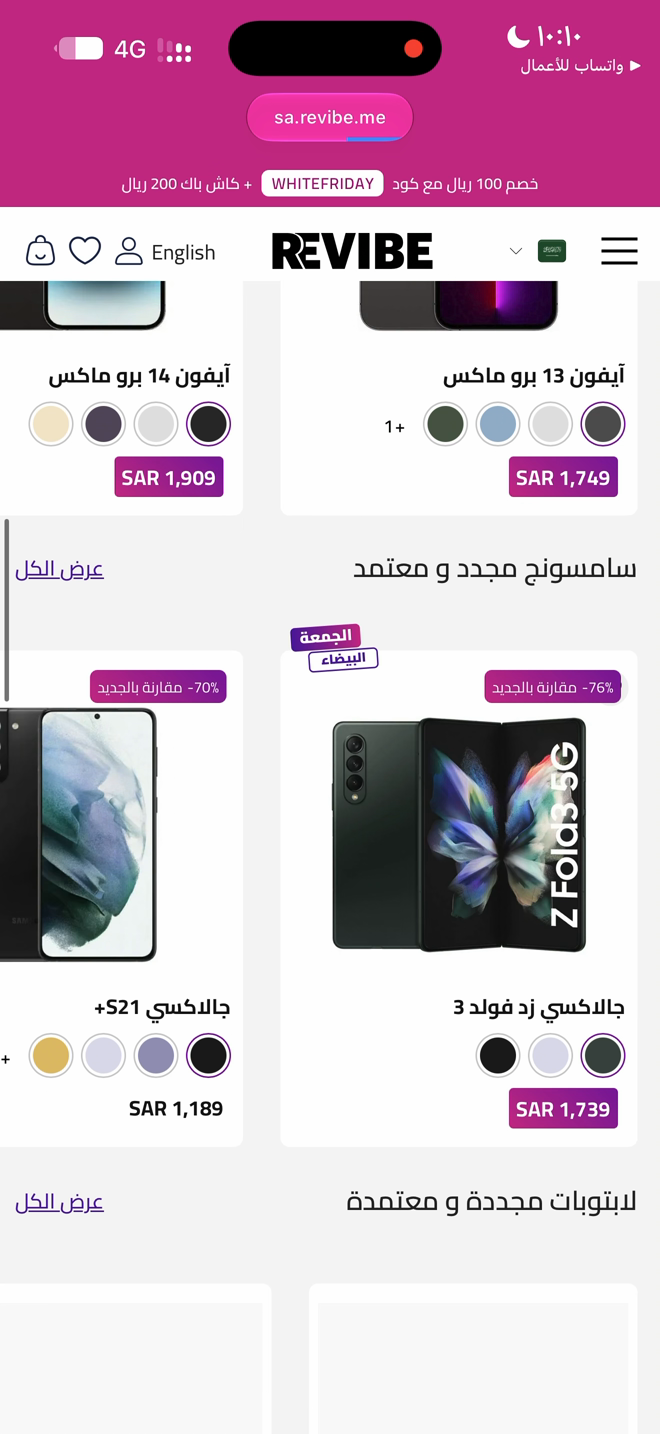 ١٠:١٠
4G
◀ واتساب للأعمال
sa.revibe.me
خصم 100 ريال مع كود WHITEFRIDAY + كاش باك 200 ريال
REVIBE
English
آيفون 13 برو ماكس
+1
SAR 1,749
آيفون 14 برو ماكس
SAR 1,909
سامسونج مجدد و معتمد
عرض الكل
الجمعة
البيضاء
-76% مقارنة بالجديد
Z Fold3 5G
جالاكسي زد فولد 3
SAR 1,739
-70% مقارنة بالجديد
جالاكسي S21+
+
SAR 1,189
لابتوبات مجددة و معتمدة
عرض الكل